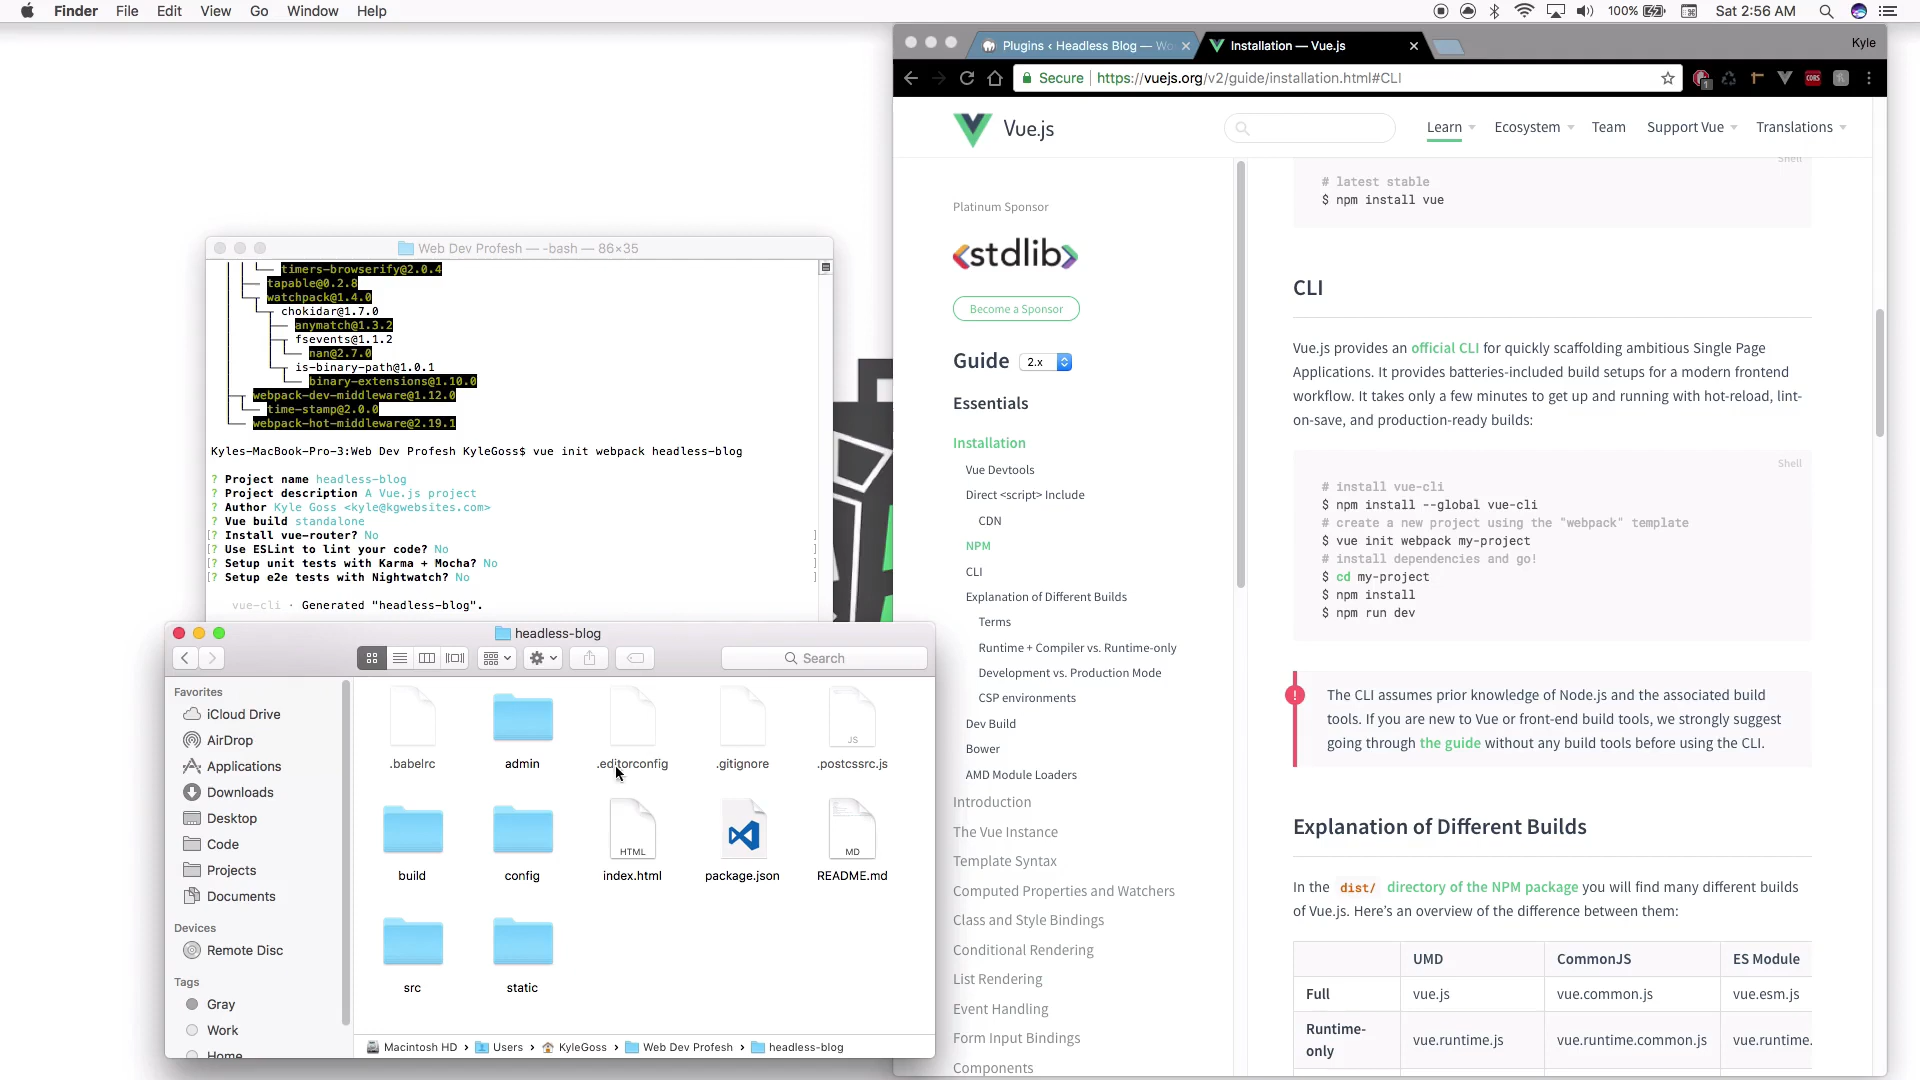 Finder File Edit View Go Window Help
100% Sat 2:56 AM
Plugins ‹ Headless Blog — Wo
Installation — Vue.js
Kyle
Secure https://vuejs.org/v2/guide/installation.html#CLI
Vue.js
Learn Ecosystem Team Support Vue Translations
Platinum Sponsor
<stdlib>
Become a Sponsor
Guide 2.x
Essentials
Installation
Vue Devtools
Direct <script> Include
CDN
NPM
CLI
Explanation of Different Builds
Terms
Runtime + Compiler vs. Runtime-only
Development vs. Production Mode
CSP environments
Dev Build
Bower
AMD Module Loaders
Introduction
The Vue Instance
Template Syntax
Computed Properties and Watchers
Class and Style Bindings
Conditional Rendering
List Rendering
Event Handling
Form Input Bindings
Components
Shell
# latest stable
$ npm install vue
CLI
Vue.js provides an official CLI for quickly scaffolding ambitious Single Page
Applications. It provides batteries-included build setups for a modern frontend
workflow. It takes only a few minutes to get up and running with hot-reload, lint-
on-save, and production-ready builds:
Shell
# install vue-cli
$ npm install --global vue-cli
# create a new project using the "webpack" template
$ vue init webpack my-project
# install dependencies and go!
$ cd my-project
$ npm install
$ npm run dev
!
The CLI assumes prior knowledge of Node.js and the associated build
tools. If you are new to Vue or front-end build tools, we strongly suggest
going through the guide without any build tools before using the CLI.
Explanation of Different Builds
In the dist/ directory of the NPM package you will find many different builds
of Vue.js. Here’s an overview of the difference between them:
UMD CommonJS ES Module
Full vue.js vue.common.js vue.esm.js
Runtime-
only vue.runtime.js vue.runtime.common.js vue.runtime.
Web Dev Profesh — -bash — 86×35
timers-browserify@2.0.4
tapable@0.2.8
watchpack@1.4.0
chokidar@1.7.0
anymatch@1.3.2
fsevents@1.1.2
nan@2.7.0
is-binary-path@1.0.1
binary-extensions@1.10.0
webpack-dev-middleware@1.12.0
time-stamp@2.0.0
webpack-hot-middleware@2.19.1
Kyles-MacBook-Pro-3:Web Dev Profesh KyleGoss$ vue init webpack headless-blog
? Project name headless-blog
? Project description A Vue.js project
? Author Kyle Goss <kyle@kgwebsites.com>
? Vue build standalone
[? Install vue-router? No ]
[? Use ESLint to lint your code? No ]
[? Setup unit tests with Karma + Mocha? No ]
[? Setup e2e tests with Nightwatch? No ]
vue-cli · Generated "headless-blog".
headless-blog
Search
Favorites
iCloud Drive
AirDrop
Applications
Downloads
Desktop
Code
Projects
Documents
Devices
Remote Disc
Tags
Gray
Work
Home
.babelrc admin .editorconfig .gitignore .postcssrc.js
JS
HTML MD
build config index.html package.json README.md
src static
Macintosh HD › Users › KyleGoss › Web Dev Profesh › headless-blog